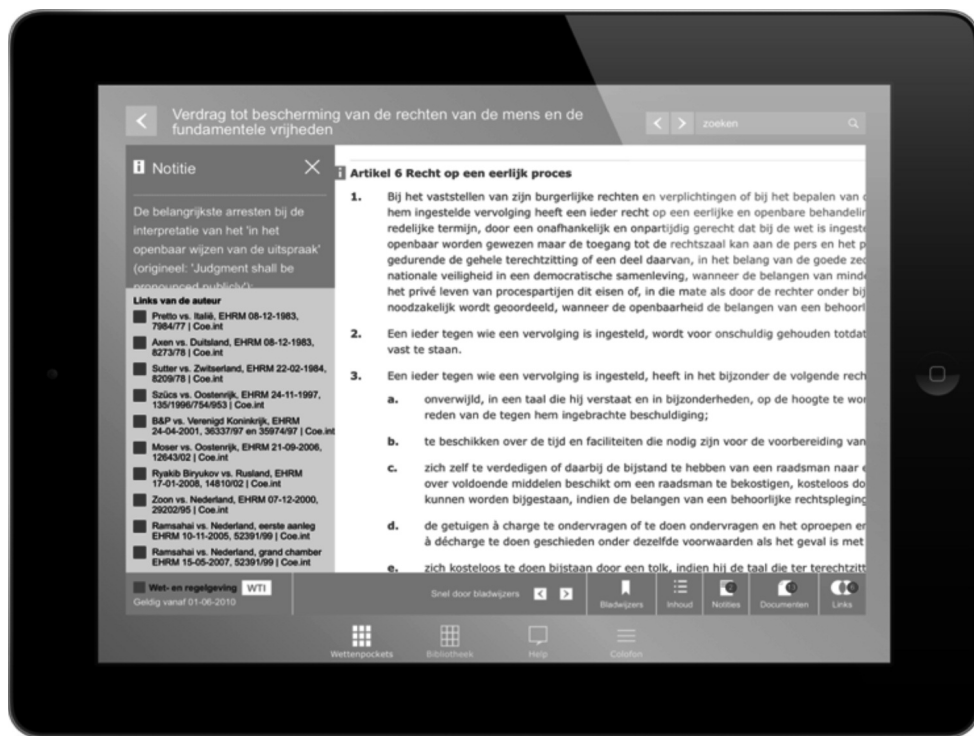 Verdrag tot bescherming van de rechten van de mens en de
fundamentele vrijheden
zoeken
Notitie
De belangrijkste arresten bij de
interpretatie van het 'in het
openbaar wijzen van de uitspraak'
(origineel: 'Judgment shall be
pronounced publicly'):
Links van de auteur
Pretto vs. Italië, EHRM 08-12-1983,
7984/77 | Coe.int
Axen vs. Duitsland, EHRM 08-12-1983,
8273/78 | Coe.int
Sutter vs. Zwitserland, EHRM 22-02-1984,
8209/78 | Coe.int
Szücs vs. Oostenrijk, EHRM 24-11-1997,
135/1996/754/953 | Coe.int
B&P vs. Verenigd Koninkrijk, EHRM
24-04-2001, 36337/97 en 35974/97 | Coe.int
Moser vs. Oostenrijk, EHRM 21-09-2006,
12643/02 | Coe.int
Ryakib Biryukov vs. Rusland, EHRM
17-01-2008, 14810/02 | Coe.int
Zoon vs. Nederland, EHRM 07-12-2000,
29202/95 | Coe.int
Ramsahai vs. Nederland, eerste aanleg
EHRM 10-11-2005, 52391/99 | Coe.int
Ramsahai vs. Nederland, grand chamber
EHRM 15-05-2007, 52391/99 | Coe.int
Artikel 6 Recht op een eerlijk proces
1. Bij het vaststellen van zijn burgerlijke rechten en verplichtingen of bij het bepalen van
hem ingestelde vervolging heeft een ieder recht op een eerlijke en openbare
redelijke termijn, door een onafhankelijk en onpartijdig gerecht dat bij de wet is
openbaar worden gewezen maar de toegang tot de rechtszaal kan aan de pers en het
gedurende de gehele terechtzitting of een deel daarvan, in het belang van de goede
nationale veiligheid in een democratische samenleving, wanneer de belangen van
het privé leven van procespartijen dit eisen of, in die mate als door de rechter onder
noodzakelijk wordt geoordeeld, wanneer de openbaarheid de belangen van een
2. Een ieder tegen wie een vervolging is ingesteld, wordt voor onschuldig gehouden totdat
vast te staan.
3. Een ieder tegen wie een vervolging is ingesteld, heeft in het bijzonder de volgende
a. onverwijld, in een taal die hij verstaat en in bijzonderheden, op de hoogte te
reden van de tegen hem ingebrachte beschuldiging;
b. te beschikken over de tijd en faciliteiten die nodig zijn voor de voorbereiding van
c. zich zelf te verdedigen of daarbij de bijstand te hebben van een raadsman naar
over voldoende middelen beschikt om een raadsman te bekostigen, kosteloos
kunnen worden bijgestaan, indien de belangen van een behoorlijke rechtspleging
d. de getuigen à charge te ondervragen of te doen ondervragen en het oproepen
à décharge te doen geschieden onder dezelfde voorwaarden als het geval is met
e. zich kosteloos te doen bijstaan door een tolk, indien hij de taal die ter
Wet- en regelgeving WTI
Geldig vanaf 01-06-2010
Snel door bladwijzers
Bladwijzers Inhoud Notities Documenten Links
Wettenpockets Bibliotheek Help Colofon